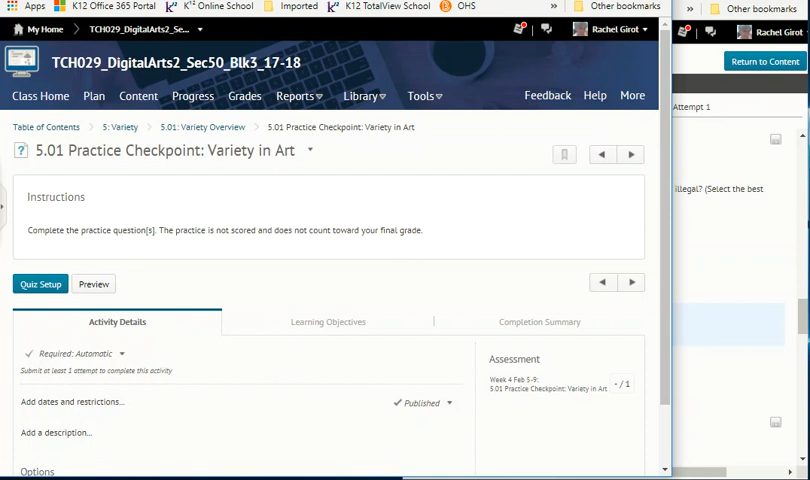 Apps K12 Office 365 Portal K¹² Online School Imported K12 TotalView School OHS » Other bookmarks
» Other bookmarks
My Home TCH029_DigitalArts2_Se... Rachel Girot
Rachel Girot
TCH029_DigitalArts2_Sec50_Blk3_17-18
Return to Content
Class Home Plan Content Progress Grades Reports Library Tools Feedback Help More
Attempt 1
Table of Contents 5: Variety 5.01: Variety Overview 5.01 Practice Checkpoint: Variety in Art
5.01 Practice Checkpoint: Variety in Art
illegal? (Select the best
Instructions
Complete the practice question[s]. The practice is not scored and does not count toward your final grade.
Quiz Setup Preview
Activity Details Learning Objectives Completion Summary
Required: Automatic
Submit at least 1 attempt to complete this activity
Assessment
Week 4 Feb 5-9:
5.01 Practice Checkpoint: Variety in Art - / 1
Add dates and restrictions... Published
Add a description...
Options